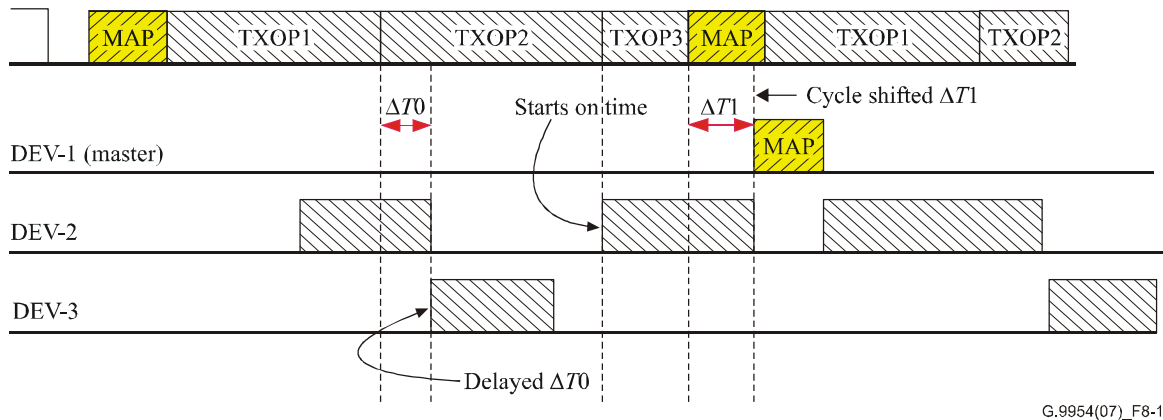 MAP TXOP1 TXOP2 TXOP3 MAP TXOP1 TXOP2
ΔT0
Starts on time
ΔT1
Cycle shifted ΔT1
DEV-1 (master)
MAP
DEV-2
DEV-3
Delayed ΔT0
G.9954(07)_F8-1